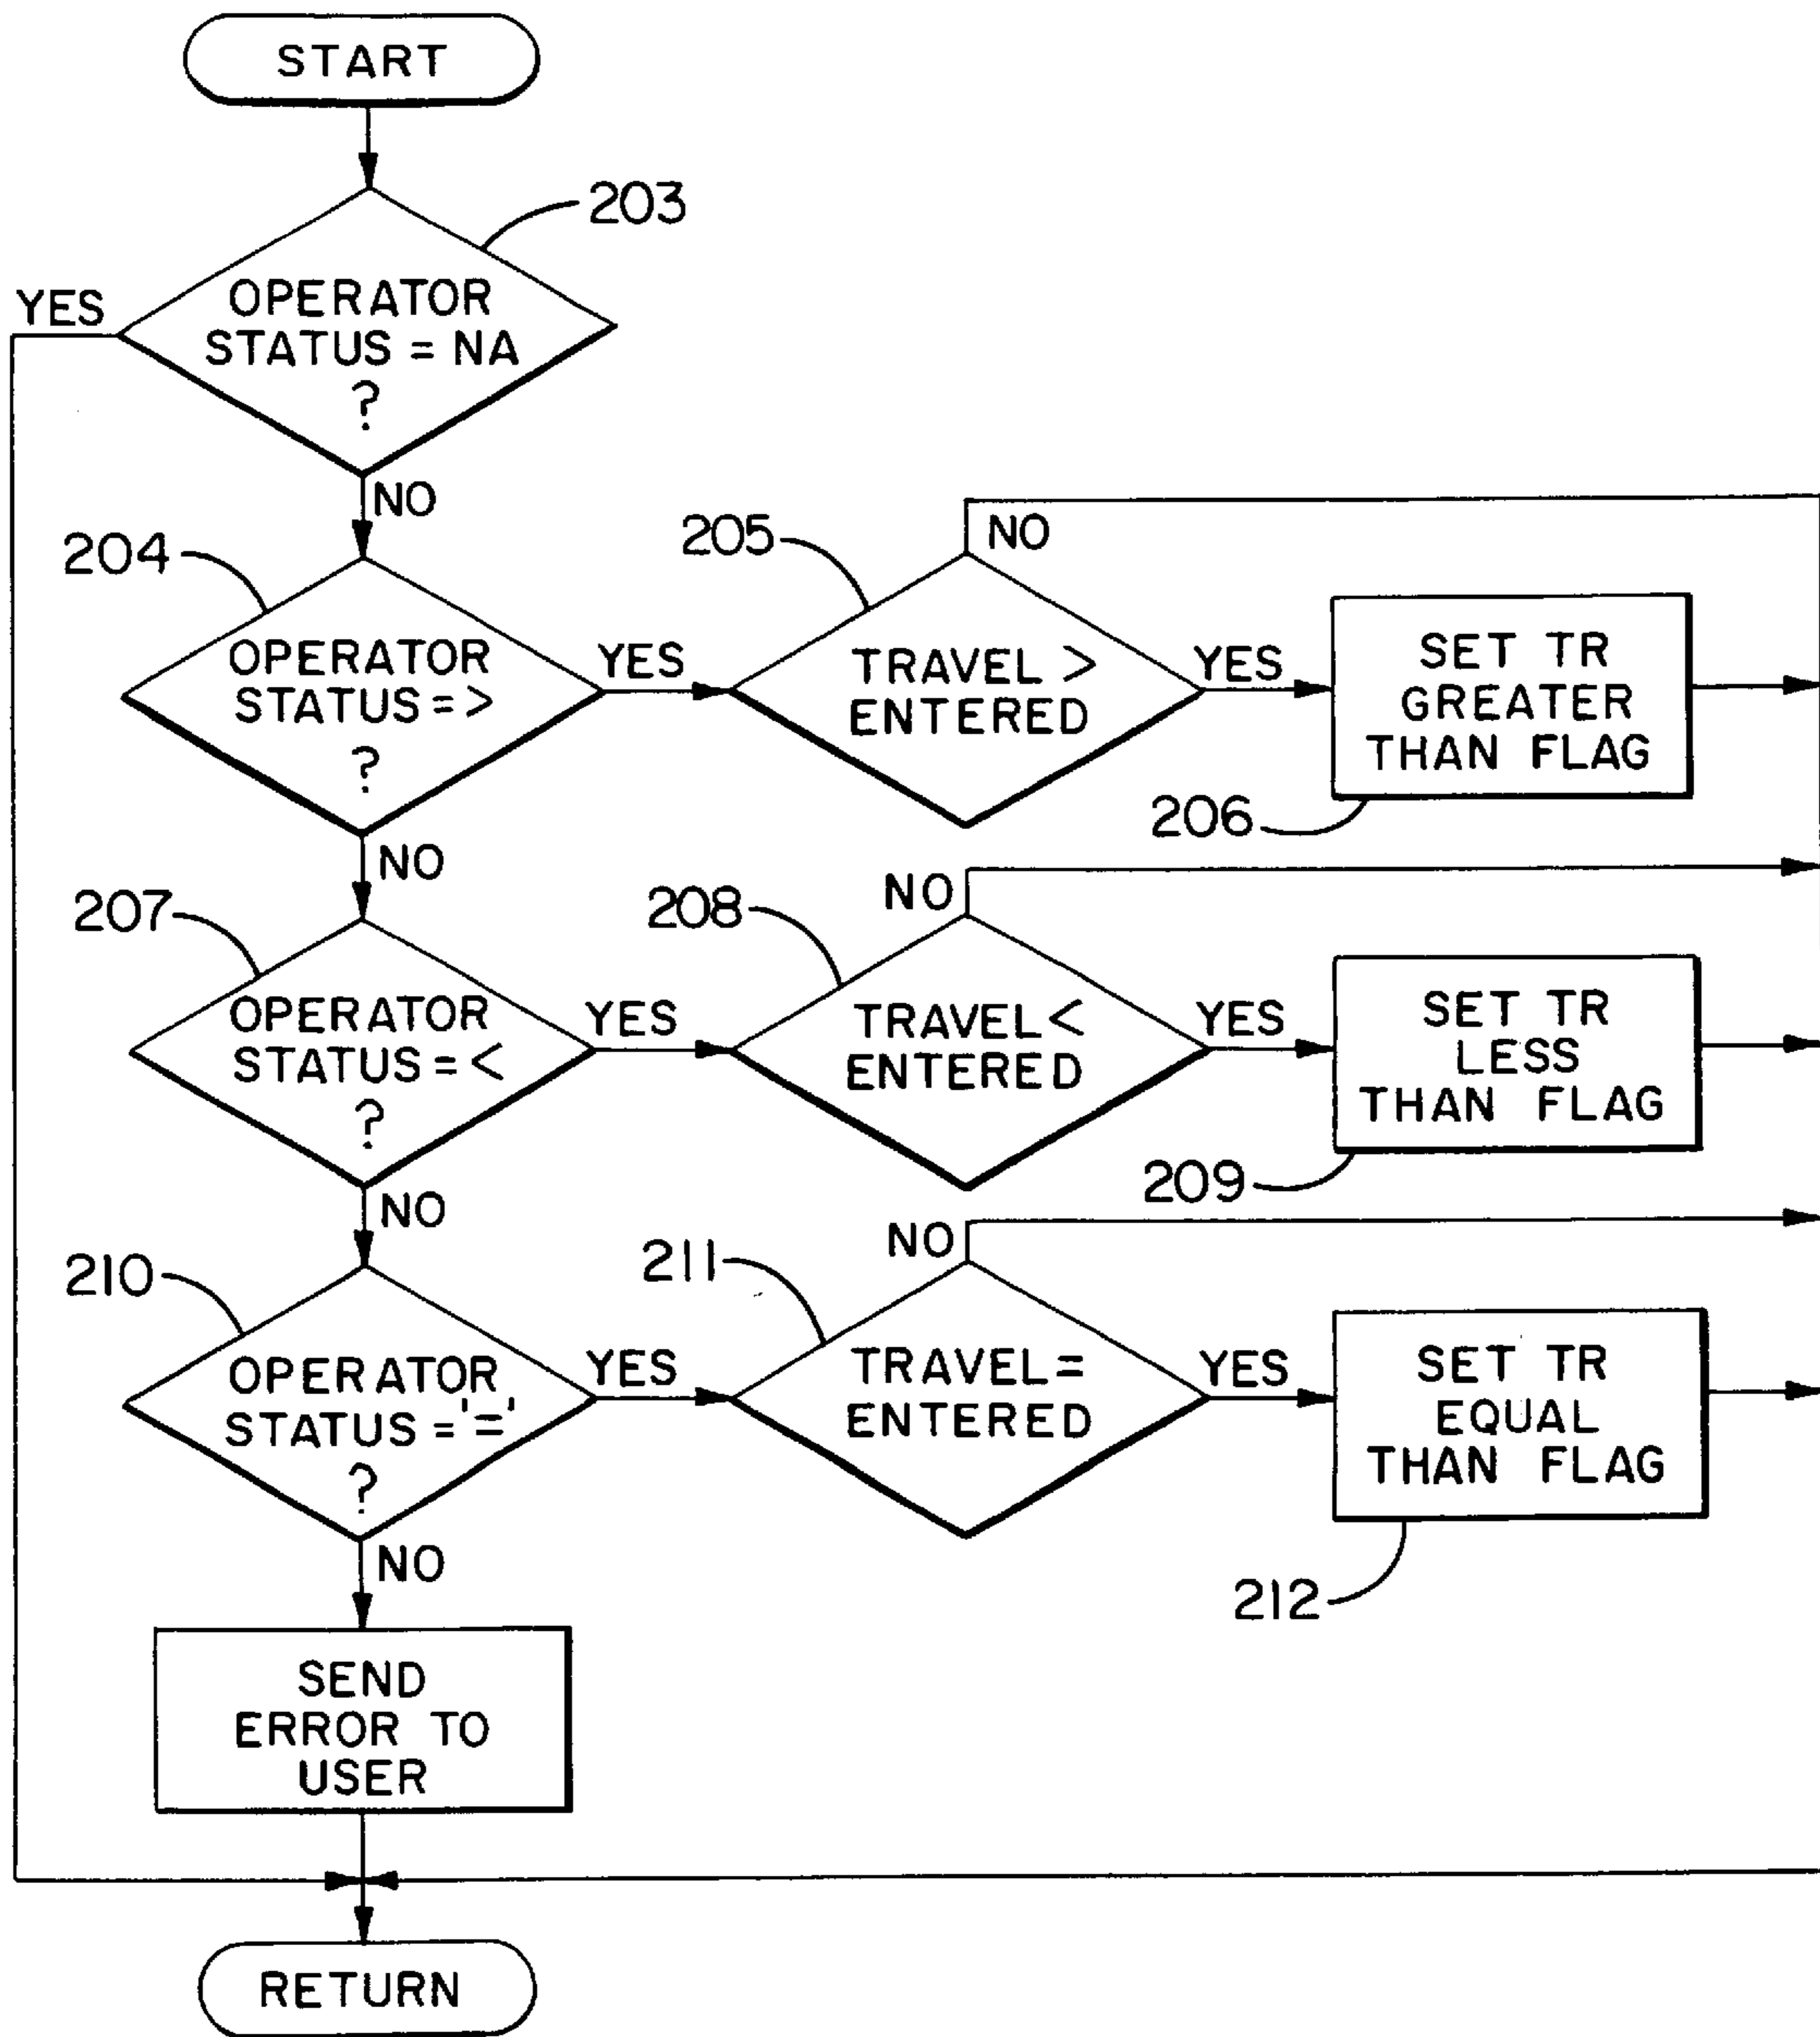 START
203
YES
OPERATOR
STATUS = NA
?
NO
204
205
NO
OPERATOR
STATUS = >
?
YES
TRAVEL >
ENTERED
YES
SET TR
GREATER
THAN FLAG
206
NO
207
208
NO
OPERATOR
STATUS = <
?
YES
TRAVEL <
ENTERED
YES
SET TR
LESS
THAN FLAG
209
NO
210
211
NO
OPERATOR
STATUS = '='
?
YES
TRAVEL =
ENTERED
YES
SET TR
EQUAL
THAN FLAG
212
NO
SEND
ERROR TO
USER
RETURN